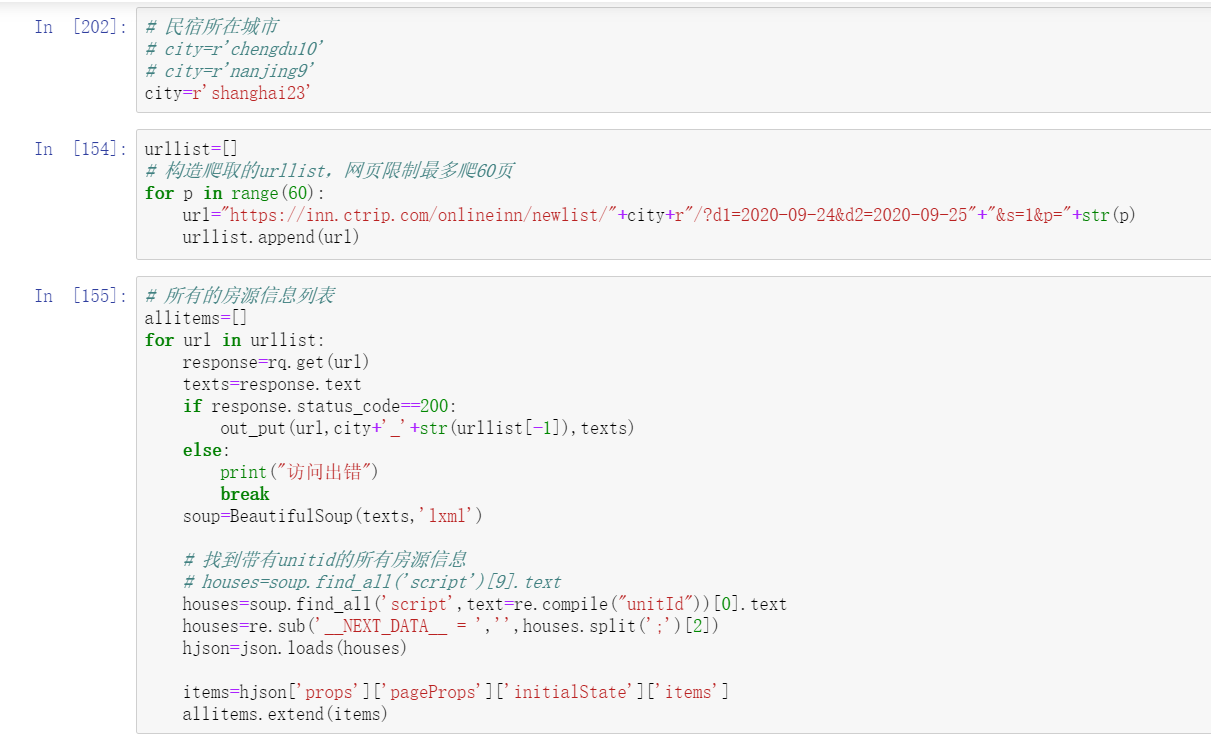 In [202]:
# 民宿所在城市
# city=r'chengdu10'
# city=r'nanjing9'
city=r'shanghai23'
In [154]:
urllist=[]
# 构造爬取的urllist，网页限制最多爬60页
for p in range(60):
    url="https://inn.ctrip.com/onlineinn/newlist/"+city+r"/?d1=2020-09-24&d2=2020-09-25"+"&s=1&p="+str(p)
    urllist.append(url)
In [155]:
# 所有的房源信息列表
allitems=[]
for url in urllist:
    response=rq.get(url)
    texts=response.text
    if response.status_code==200:
        out_put(url,city+'_'+str(urllist[-1]),texts)
    else:
        print("访问出错")
        break
    soup=BeautifulSoup(texts,'lxml')
    # 找到带有unitid的所有房源信息
    # houses=soup.find_all('script')[9].text
    houses=soup.find_all('script',text=re.compile("unitId"))[0].text
    houses=re.sub('__NEXT_DATA__ = ','',houses.split(';')[2])
    hjson=json.loads(houses)
    items=hjson['props']['pageProps']['initialState']['items']
    allitems.extend(items)